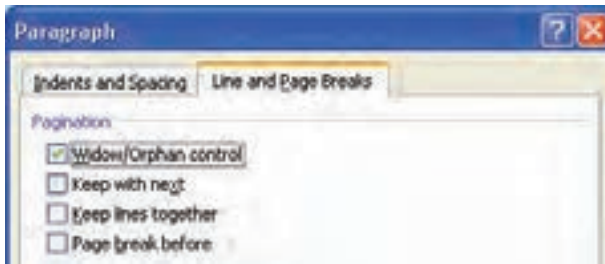 Paragraph
Indents and Spacing Line and Page Breaks
Pagination
Widow/Orphan control
Keep with next
Keep lines together
Page break before